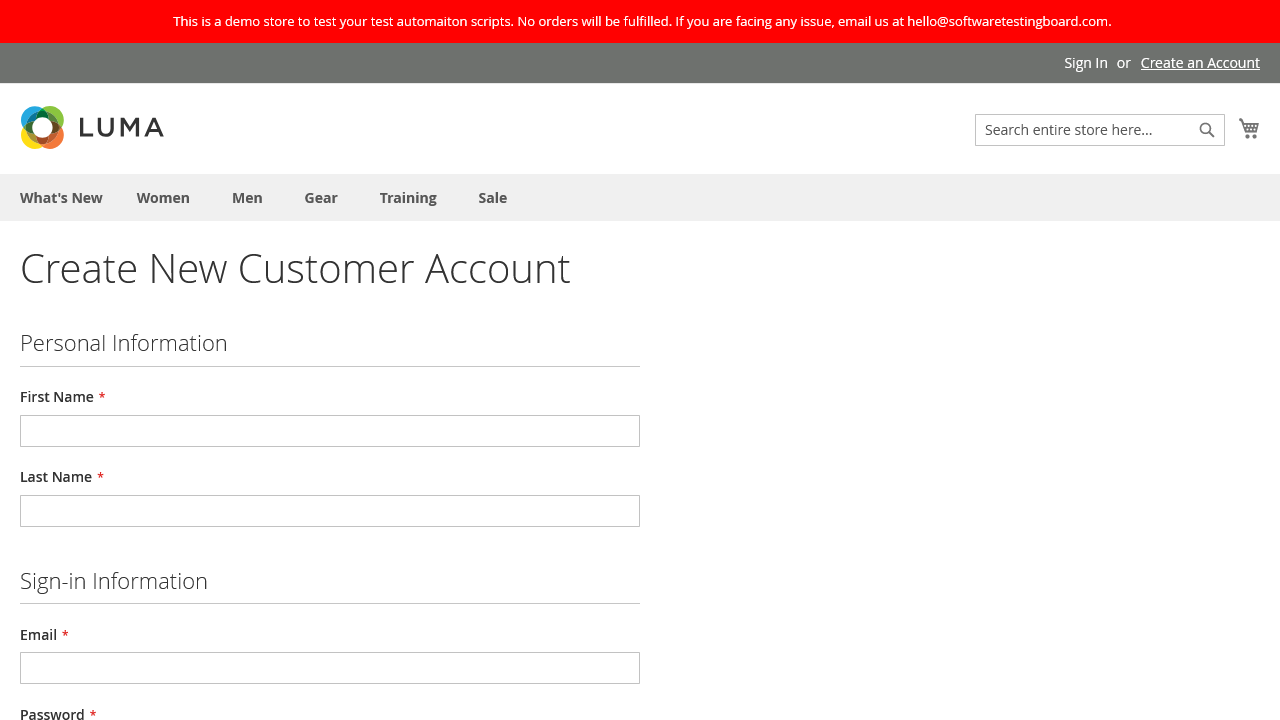 This is a demo store to test your test automaiton scripts. No orders will be fulfilled. If you are facing any issue, email us at hello@softwaretestingboard.com.
Sign In or Create an Account
LUMA
Search entire store here...
What's New Women Men Gear Training Sale
Create New Customer Account
Personal Information
First Name *
Last Name *
Sign-in Information
Email *
Password *